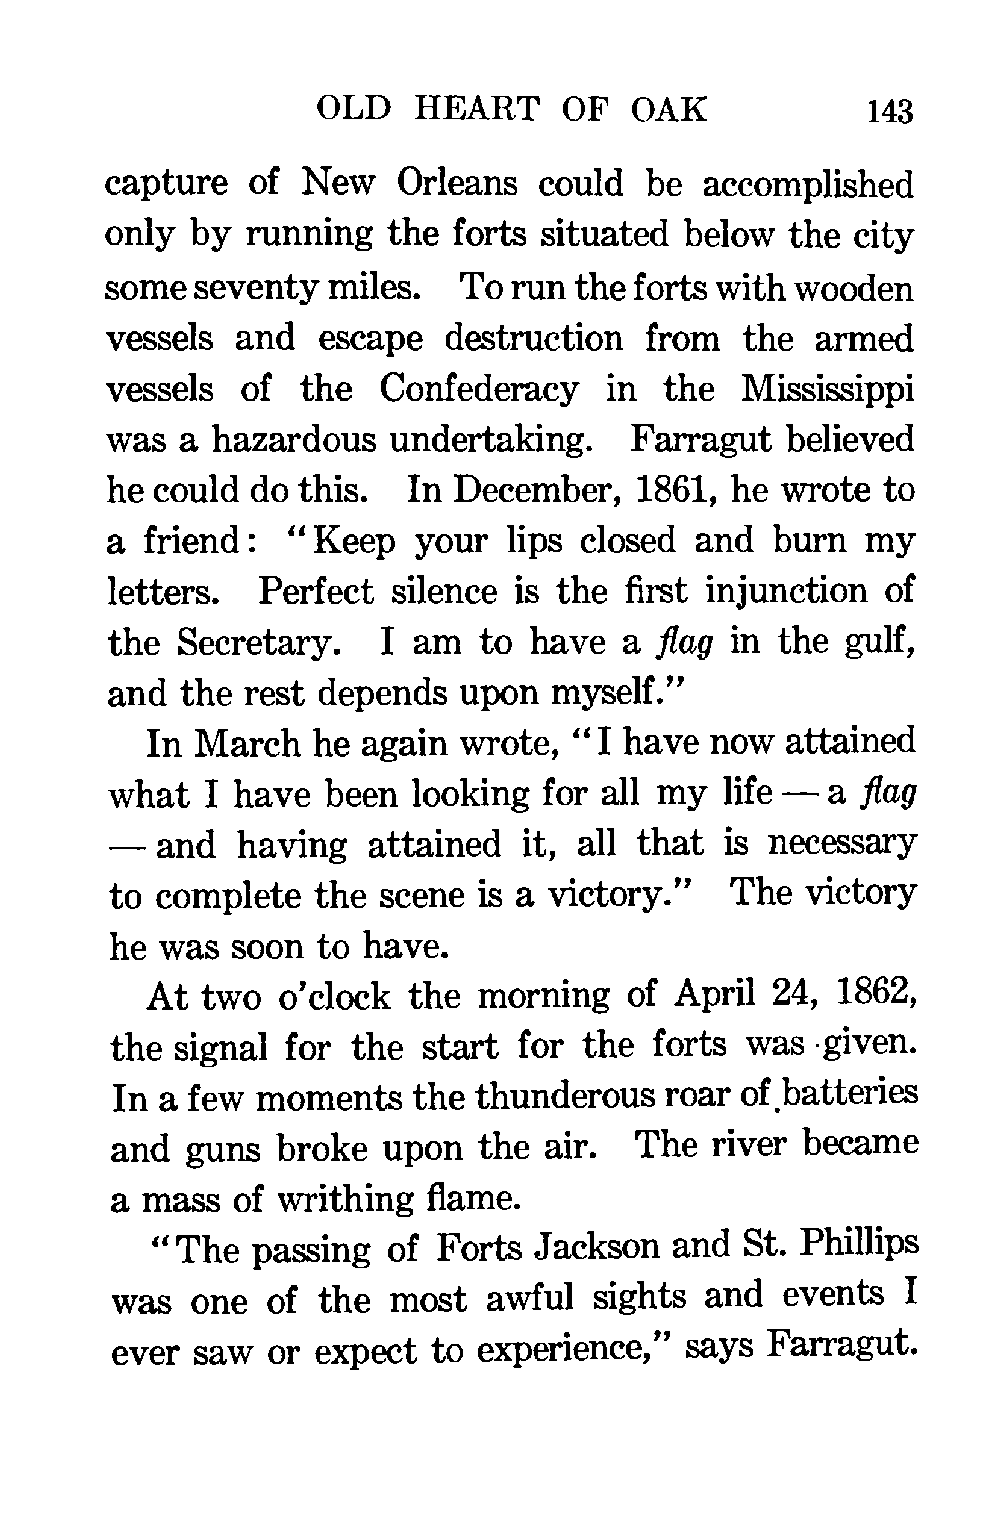 OLD HEART OF OAK 143
capture of New Orleans could be accomplished
only by running the forts situated below the city
some seventy miles. To run the forts with wooden
vessels and escape destruction from the armed
vessels of the Confederacy in the Mississippi
was a hazardous undertaking. Farragut believed
he could do this. In December, 1861, he wrote to
a friend: "Keep your lips closed and burn my
letters. Perfect silence is the first injunction of
the Secretary. I am to have a flag in the gulf,
and the rest depends upon myself."
In March he again wrote, "I have now attained
what I have been looking for all my life — a flag
— and having attained it, all that is necessary
to complete the scene is a victory." The victory
he was soon to have.
At two o'clock the morning of April 24, 1862,
the signal for the start for the forts was given.
In a few moments the thunderous roar of batteries
and guns broke upon the air. The river became
a mass of writhing flame.
"The passing of Forts Jackson and St. Phillips
was one of the most awful sights and events I
ever saw or expect to experience," says Farragut.